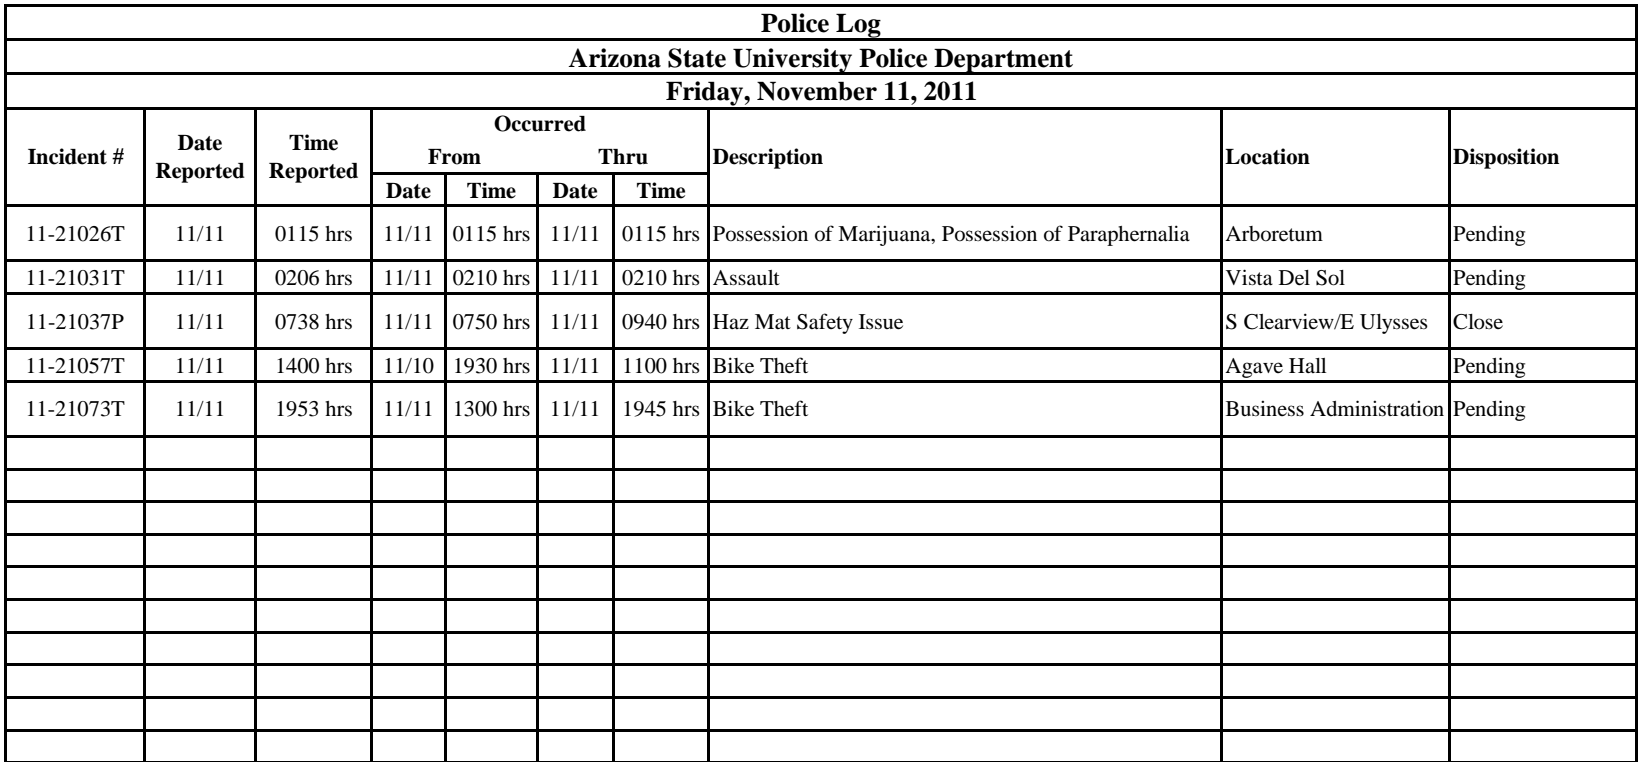 Police Log
Arizona State University Police Department
Friday, November 11, 2011
Incident # Date Reported Time Reported Occurred From Thru Description Location Disposition
Date Time Date Time
11-21026T 11/11 0115 hrs 11/11 0115 hrs 11/11 0115 hrs Possession of Marijuana, Possession of Paraphernalia Arboretum Pending
11-21031T 11/11 0206 hrs 11/11 0210 hrs 11/11 0210 hrs Assault Vista Del Sol Pending
11-21037P 11/11 0738 hrs 11/11 0750 hrs 11/11 0940 hrs Haz Mat Safety Issue S Clearview/E Ulysses Close
11-21057T 11/11 1400 hrs 11/10 1930 hrs 11/11 1100 hrs Bike Theft Agave Hall Pending
11-21073T 11/11 1953 hrs 11/11 1300 hrs 11/11 1945 hrs Bike Theft Business Administration Pending